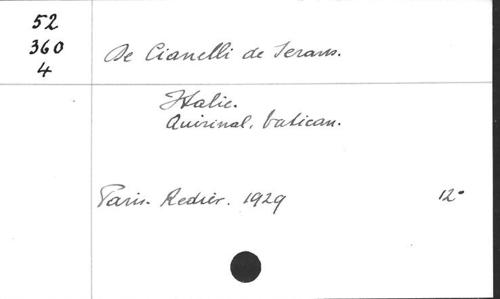 52
360
4
De Cianelli de Serans.
Italie.
Quirinal, Vatican.
Paris. Redier. 1929 12°